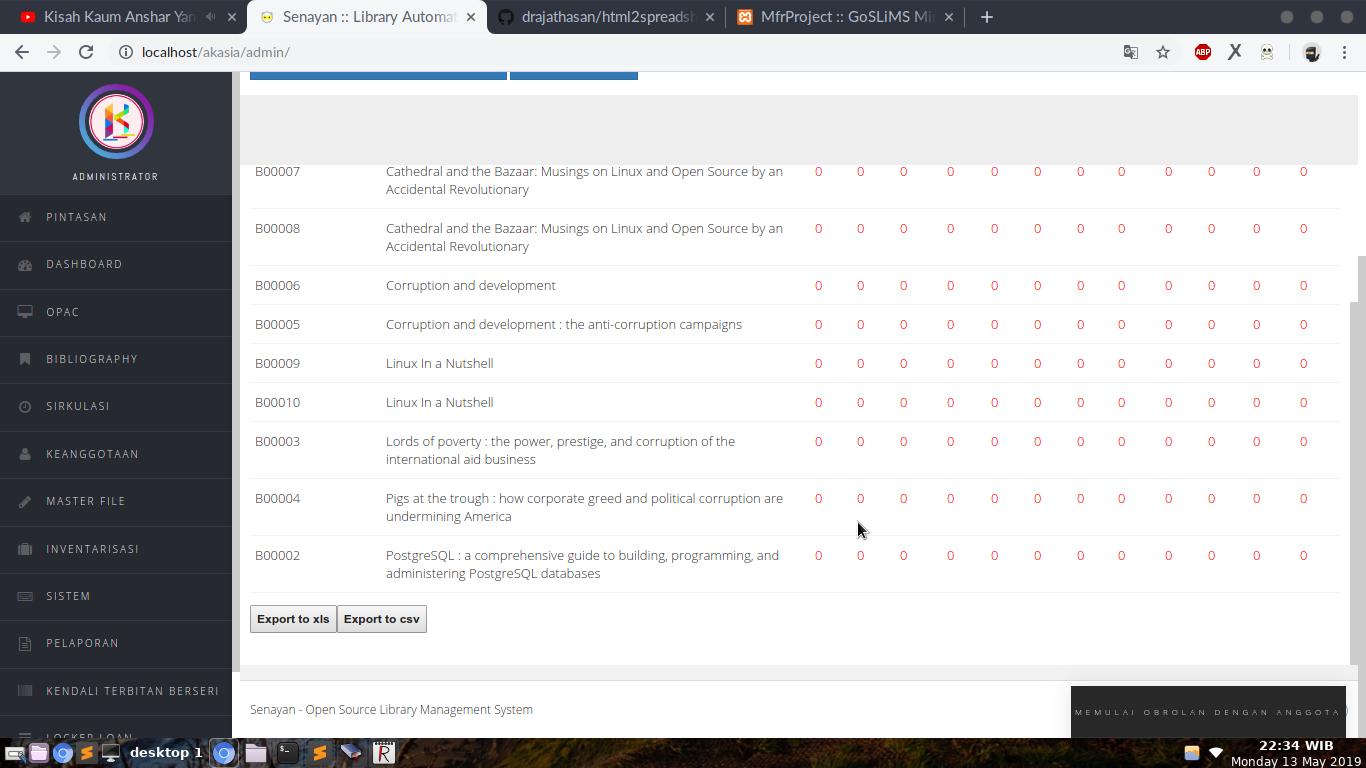 Kisah Kaum Anshar Yan
Senayan :: Library Automat
drajathasan/html2spreadsh
MfrProject :: GoSLiMS Mi
localhost/akasia/admin/
ABP
ADMINISTRATOR
PINTASAN
DASHBOARD
OPAC
BIBLIOGRAPHY
SIRKULASI
KEANGGOTAAN
MASTER FILE
INVENTARISASI
SISTEM
PELAPORAN
KENDALI TERBITAN BERSERI
LOCKER LOAN
B00007 Cathedral and the Bazaar: Musings on Linux and Open Source by an 0 0 0 0 0 0 0 0 0 0 0 0
Accidental Revolutionary
B00008 Cathedral and the Bazaar: Musings on Linux and Open Source by an 0 0 0 0 0 0 0 0 0 0 0 0
Accidental Revolutionary
B00006 Corruption and development 0 0 0 0 0 0 0 0 0 0 0 0
B00005 Corruption and development : the anti-corruption campaigns 0 0 0 0 0 0 0 0 0 0 0 0
B00009 Linux In a Nutshell 0 0 0 0 0 0 0 0 0 0 0 0
B00010 Linux In a Nutshell 0 0 0 0 0 0 0 0 0 0 0 0
B00003 Lords of poverty : the power, prestige, and corruption of the 0 0 0 0 0 0 0 0 0 0 0 0
international aid business
B00004 Pigs at the trough : how corporate greed and political corruption are 0 0 0 0 0 0 0 0 0 0 0 0
undermining America
B00002 PostgreSQL : a comprehensive guide to building, programming, and 0 0 0 0 0 0 0 0 0 0 0 0
administering PostgreSQL databases
Export to xls Export to csv
Senayan - Open Source Library Management System
MEMULAI OBROLAN DENGAN ANGGOTA
desktop 1
22:34 WIB
Monday 13 May 2019